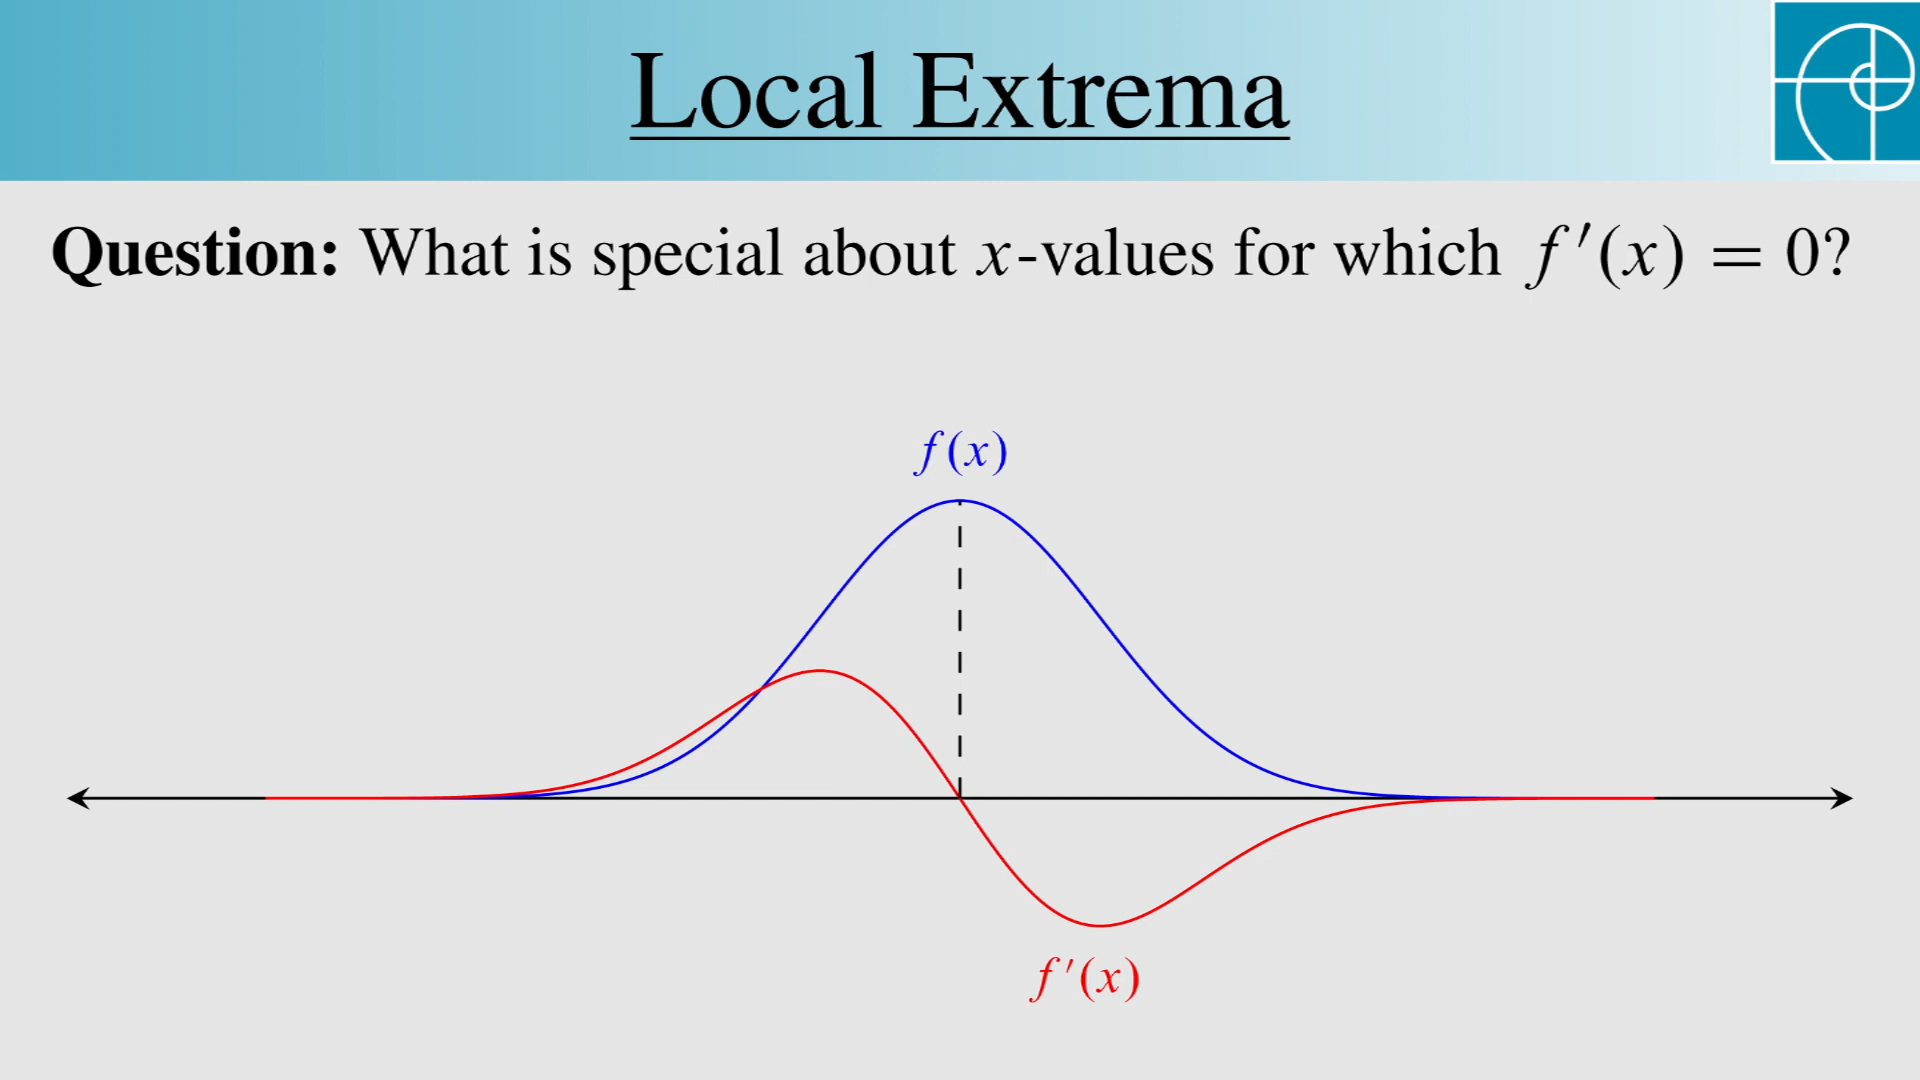 Local Extrema
Question: What is special about x-values for which f′(x) = 0?
f(x)
f′(x)